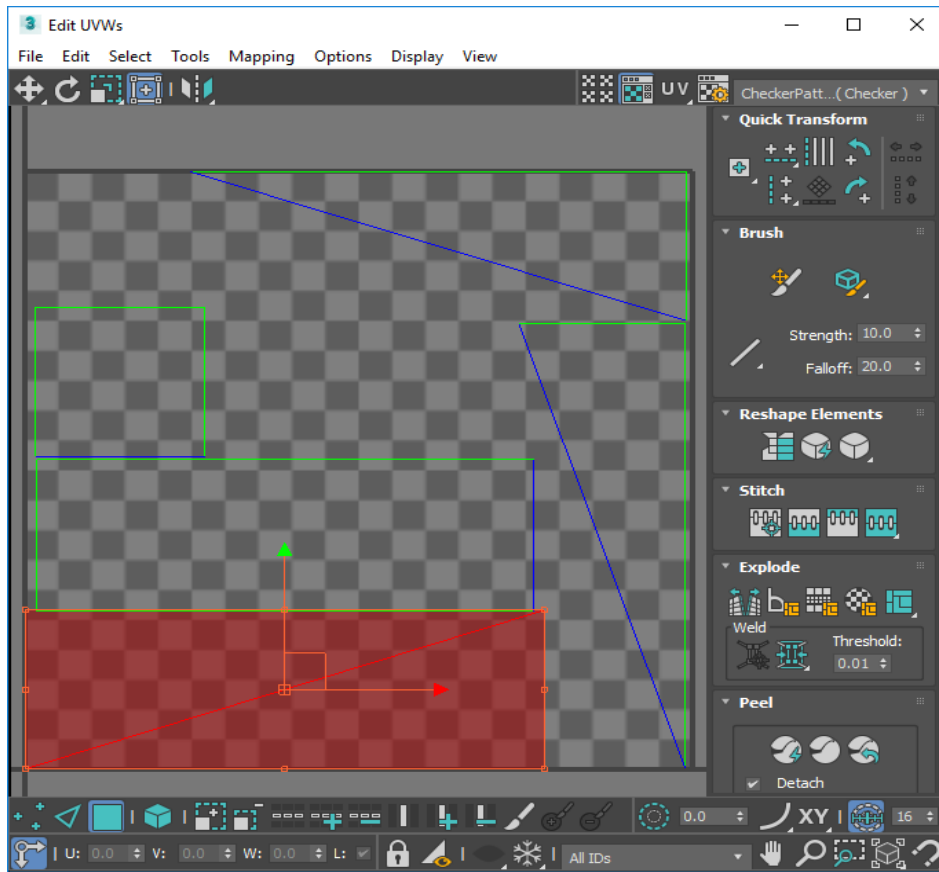 3 Edit UVWs
File Edit Select Tools Mapping Options Display View
UV CheckerPatt...( Checker )
Quick Transform
Brush
Strength: 10.0
Falloff: 20.0
Reshape Elements
Stitch
Explode
Weld
Threshold:
0.01
Peel
Detach
0.0 XY 16
U: 0.0 V: 0.0 W: 0.0 L: All IDs